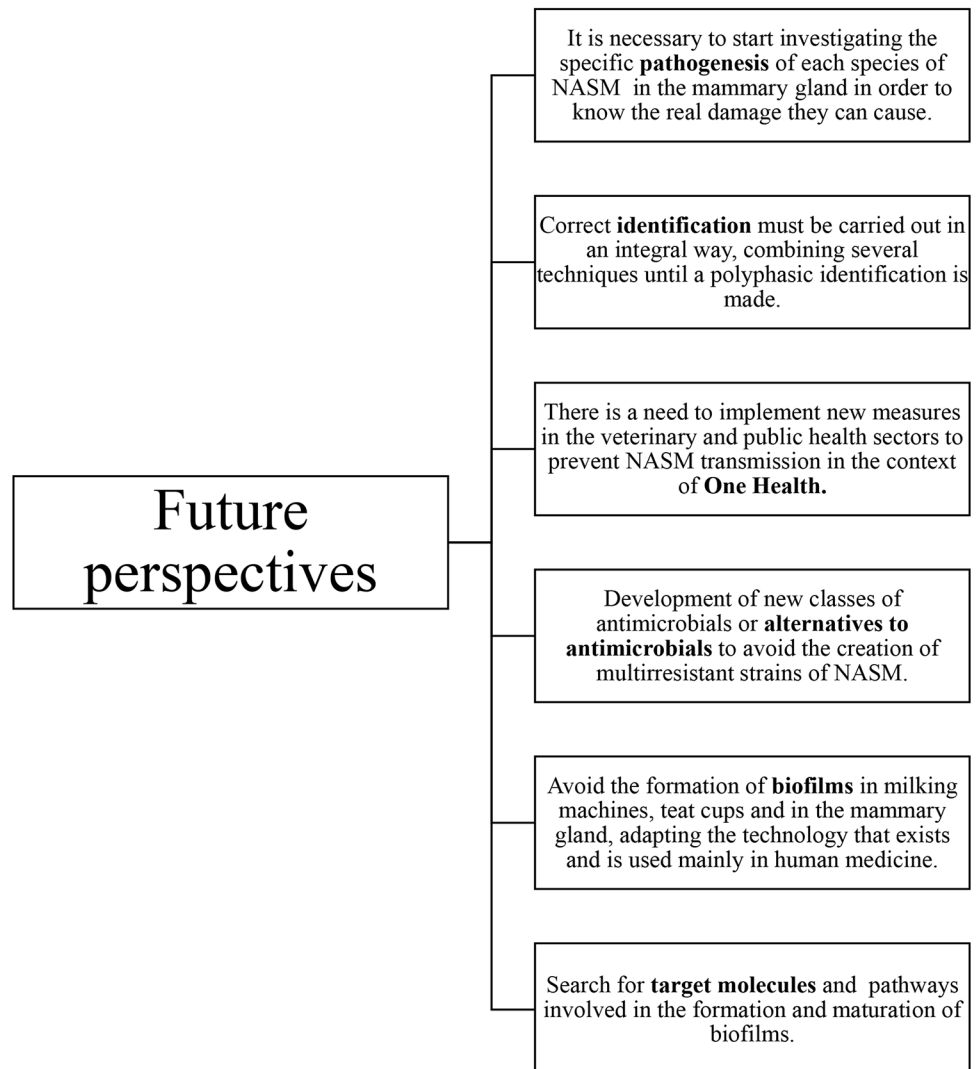 Future
perspectives
It is necessary to start investigating the
specific pathogenesis of each species of
NASM  in the mammary gland in order to
know the real damage they can cause.
Correct identification must be carried out in
an integral way, combining several
techniques until a polyphasic identification is
made.
There is a need to implement new measures
in the veterinary and public health sectors to
prevent NASM transmission in the context
of One Health.
Development of new classes of
antimicrobials or alternatives to
antimicrobials to avoid the creation of
multirresistant strains of NASM.
Avoid the formation of biofilms in milking
machines, teat cups and in the mammary
gland, adapting the technology that exists
and is used mainly in human medicine.
Search for target molecules and  pathways
involved in the formation and maturation of
biofilms.